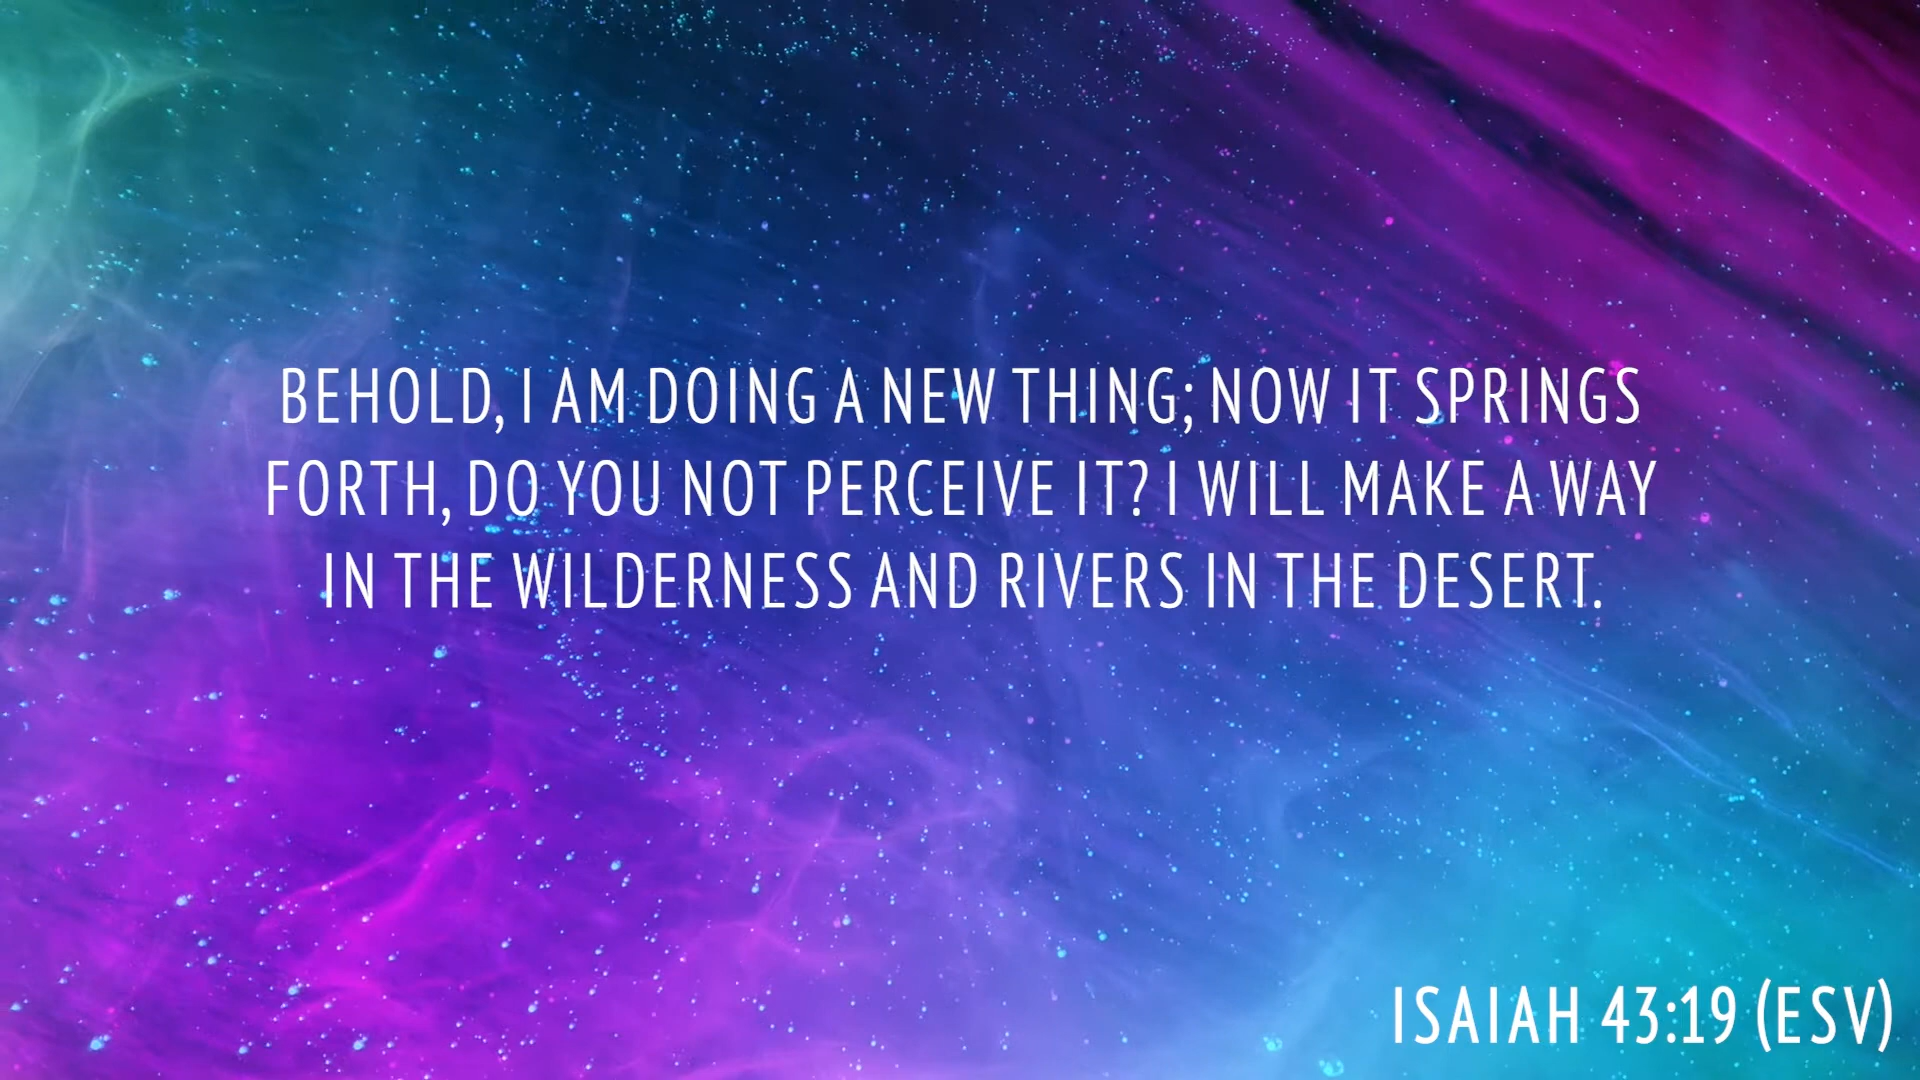 BEHOLD, I AM DOING A NEW THING; NOW IT SPRINGS
FORTH, DO YOU NOT PERCEIVE IT? I WILL MAKE A WAY
IN THE WILDERNESS AND RIVERS IN THE DESERT.
ISAIAH 43:19 (ESV)